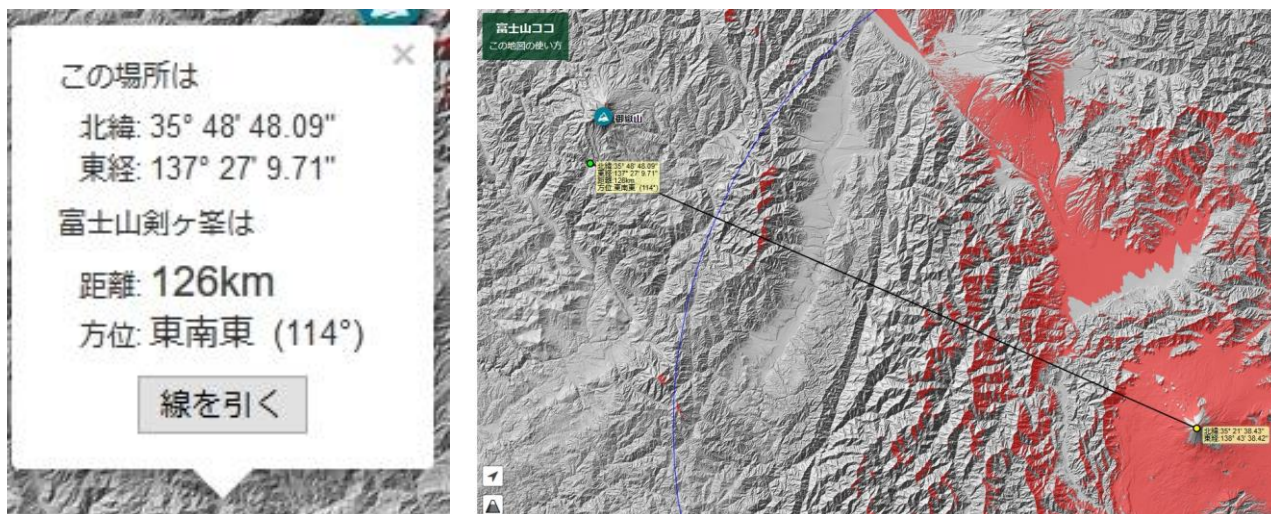 ×
この場所は
北緯: 35° 48' 48.09"
東経: 137° 27' 9.71"
富士山剣ヶ峯は
距離: 126km
方位: 東南東 (114°)
線を引く
富士山ココ
この地図の使い方
御嶽山
北緯:35° 48' 48.09"
東経:137° 27' 9.71"
距離:126km
方位:東南東 (114°)
北緯:35° 21' 38.43"
東経:138° 43' 38.42"